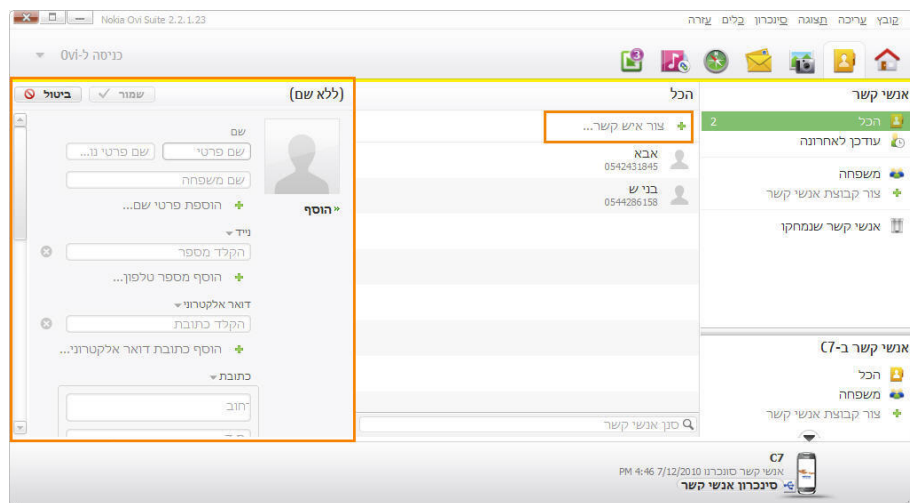 Nokia Ovi Suite 2.2.1.23
קובץ עריכה תצוגה סינכרון כלים עזרה
כניסה ל-Ovi
3
אנשי קשר
הכל 2
עודכן לאחרונה
משפחה
צור קבוצת אנשי קשר
אנשי קשר שנמחקו
אנשי קשר ב-C7
הכל
משפחה
צור קבוצת אנשי קשר
הכל
צור איש קשר...
אבא
0542431845
בני ש
0544286158
סנן אנשי קשר
(ללא שם)
שמור
ביטול
הוסף
שם
שם פרטי
שם פרטי נו...
שם משפחה
הוספת פרטי שם...
נייד
הקלד מספר
הוסף מספר טלפון...
דואר אלקטרוני
הקלד כתובת
הוסף כתובת דואר אלקטרוני...
כתובת
רחוב
C7
אנשי קשר סונכרנו 7/12/2010 4:46 PM
סינכרון אנשי קשר